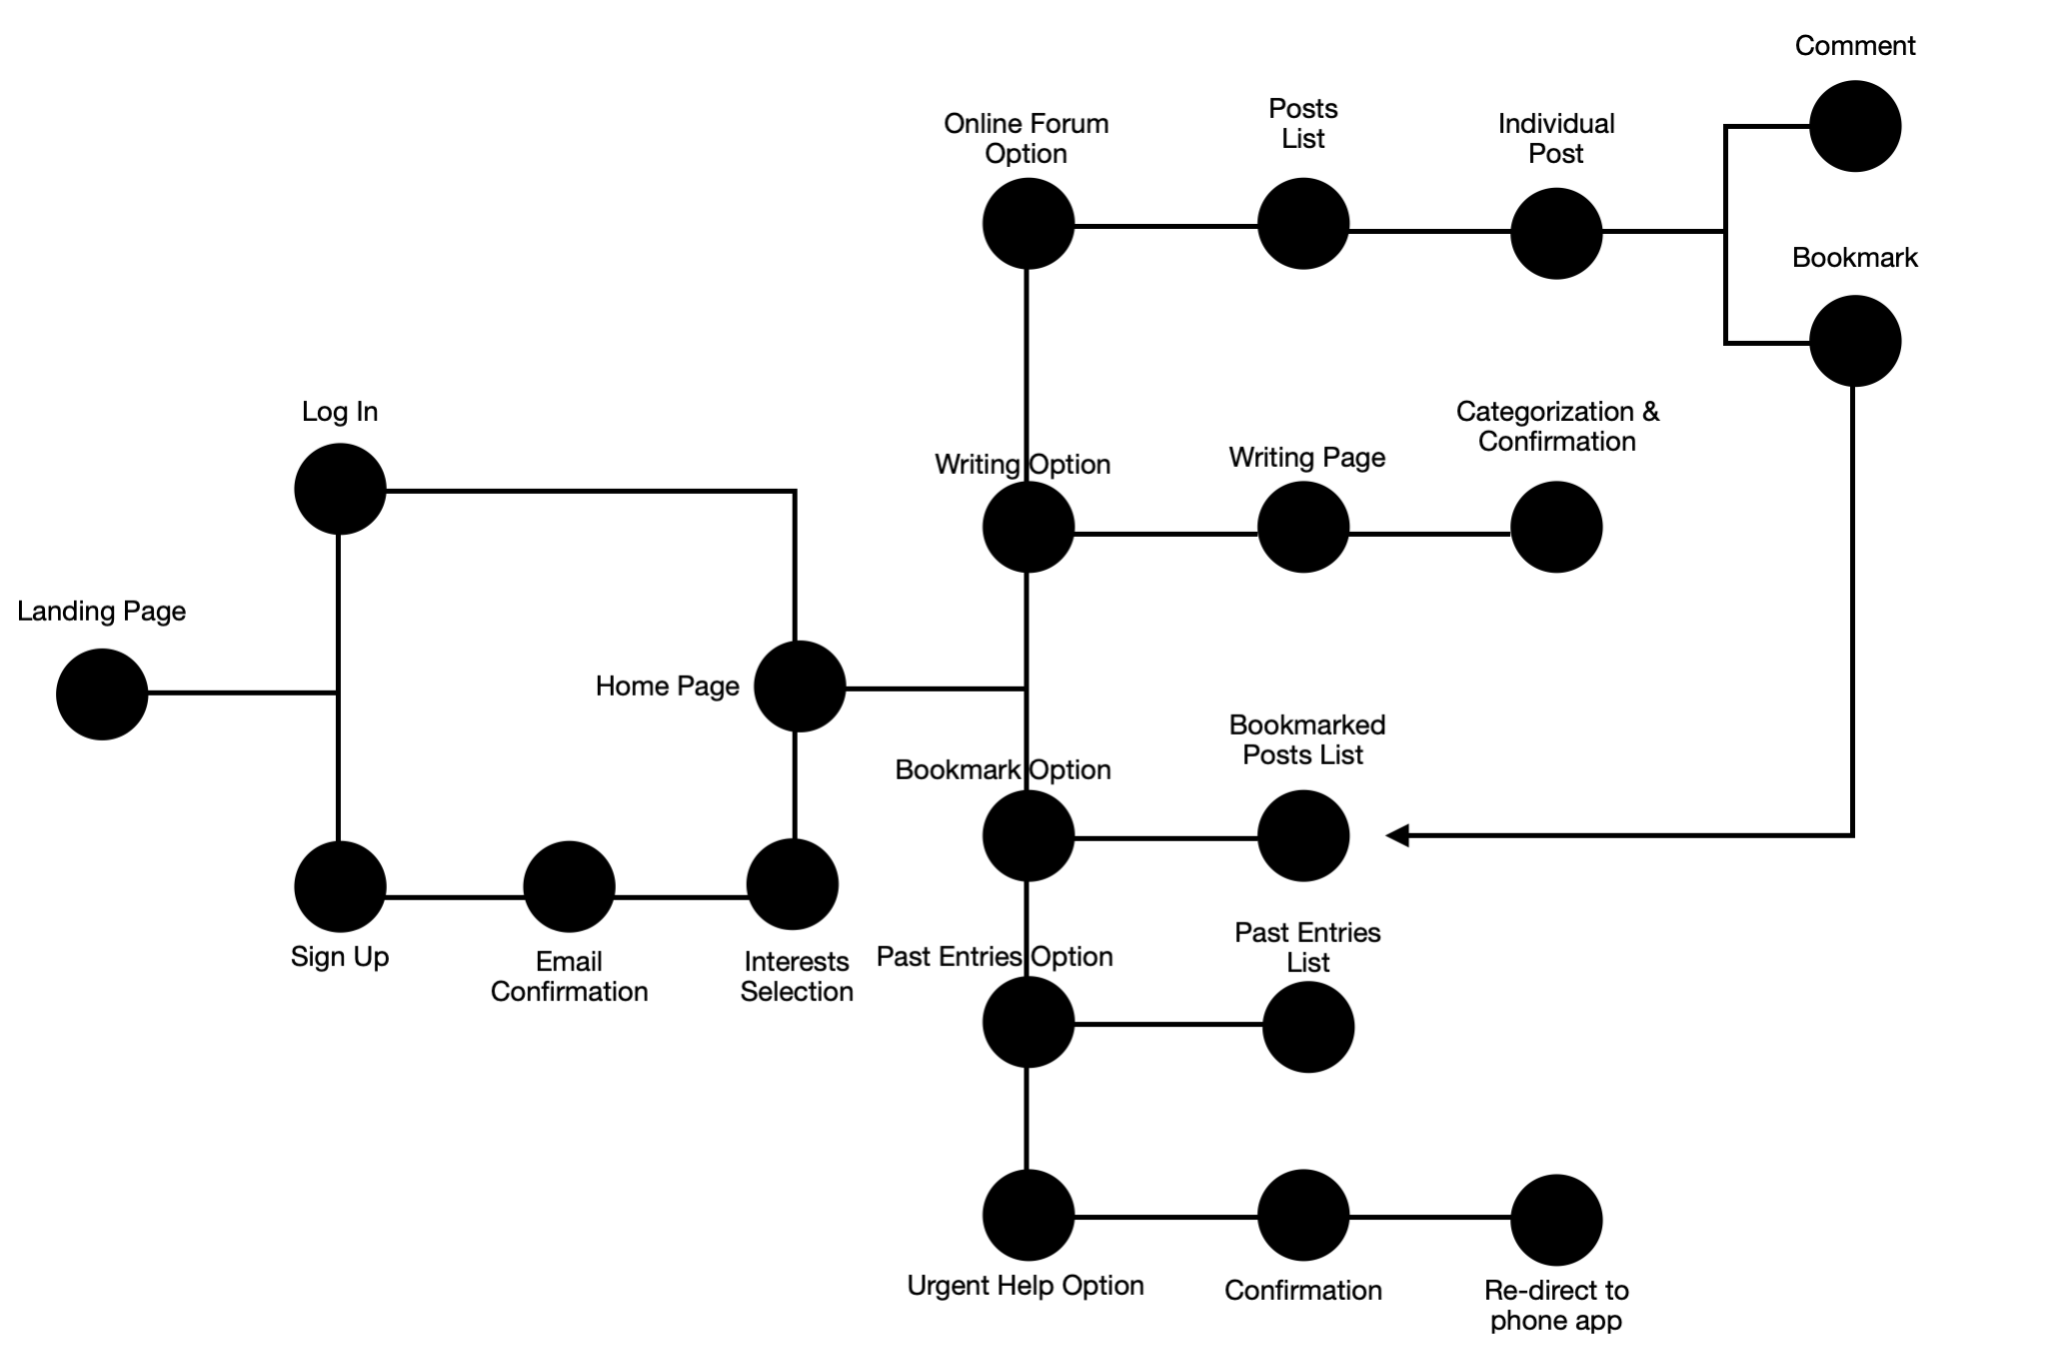 Comment
Online Forum
Option
Posts
List
Individual
Post
Bookmark
Log In
Writing Option
Writing Page
Categorization &
Confirmation
Landing Page
Home Page
Bookmark Option
Bookmarked
Posts List
Sign Up
Email
Confirmation
Interests
Selection
Past Entries Option
Past Entries
List
Urgent Help Option
Confirmation
Re-direct to
phone app